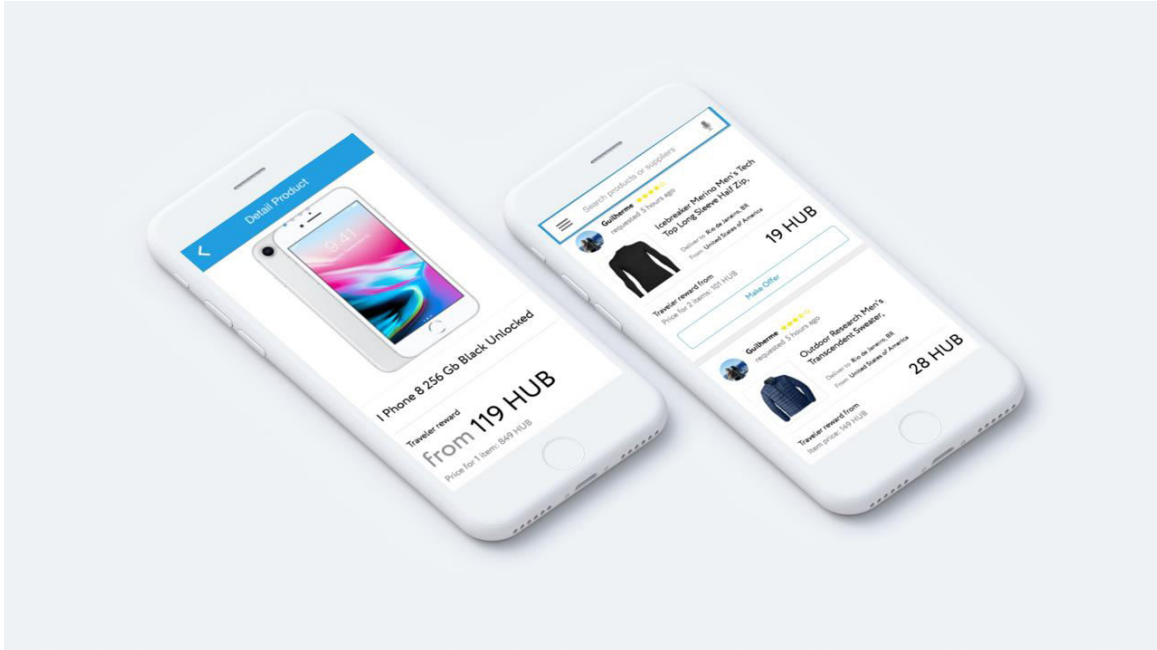 Detail Product
9:41
I Phone 8 256 Gb Black Unlocked
Traveler reward
from 119 HUB
Price for 1 item: 849 HUB
Search products or suppliers
Guilherme
requested 5 hours ago
Icebreaker Merino Men's Tech
Top Long Sleeve Half Zip,
Deliver to Rio de Janeiro, BR
From United States of America
19 HUB
Traveler reward from
Price for 2 items: 101 HUB
Make Offer
Guilherme
requested 5 hours ago
Outdoor Research Men's
Transcendent Sweater,
Deliver to Rio de Janeiro, BR
From United States of America
28 HUB
Traveler reward from
Item price: 149 HUB